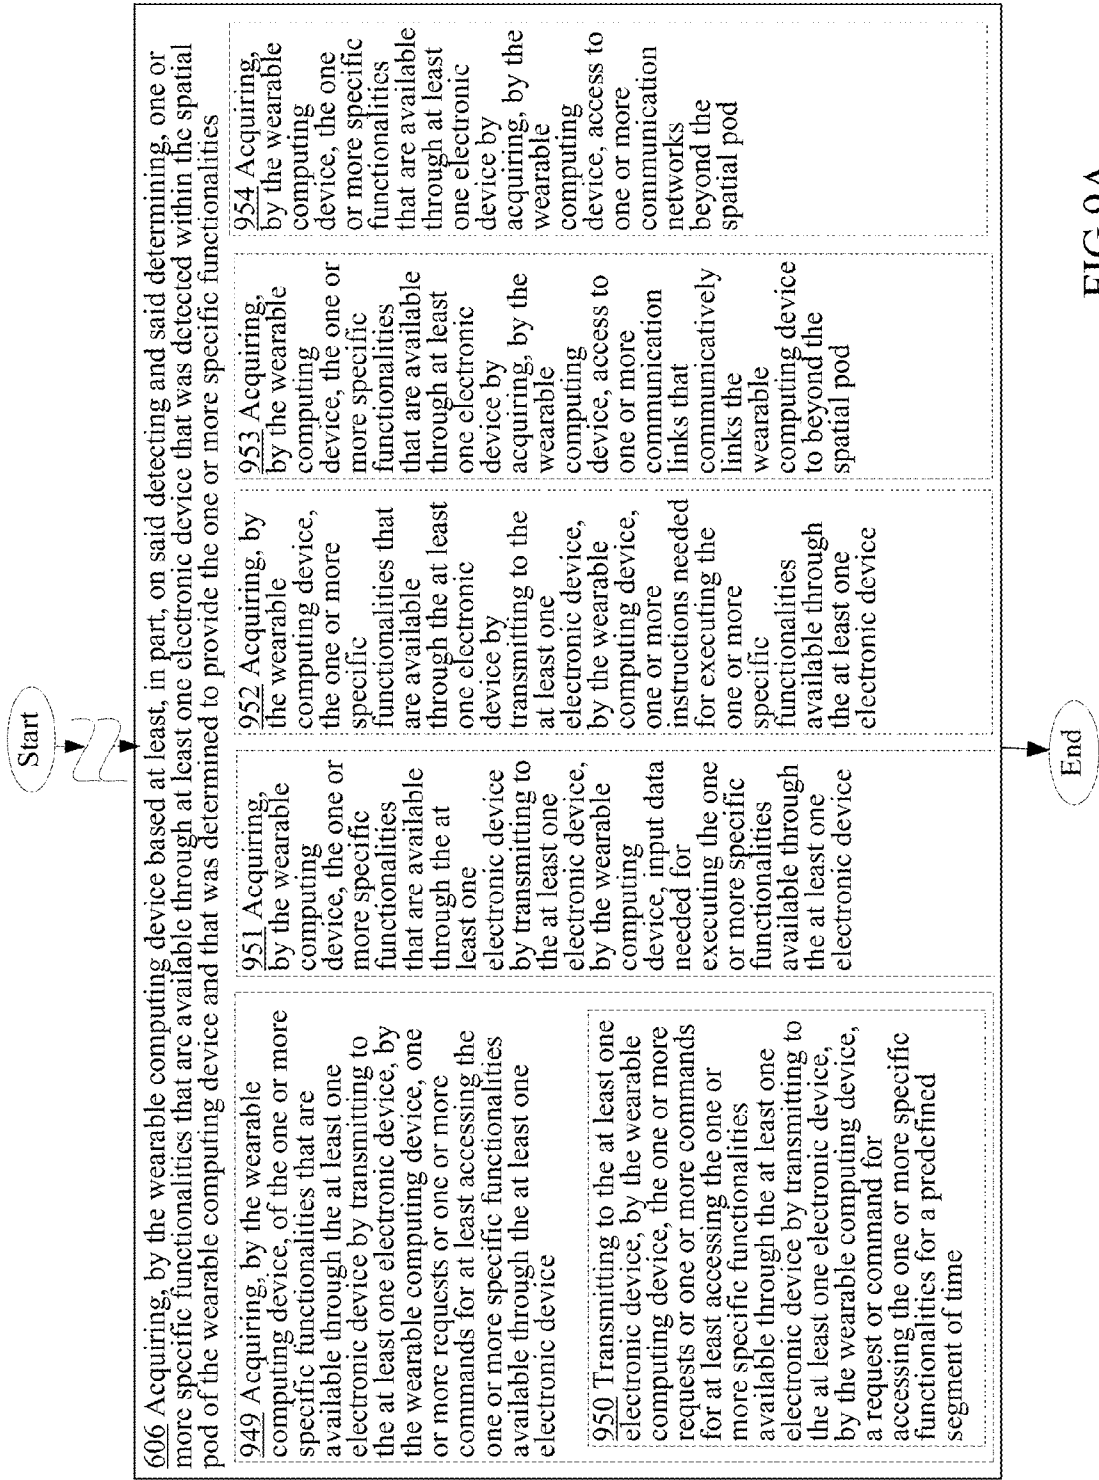 Start
606 Acquiring, by the wearable computing device based at least, in part, on said detecting and said determining, one or
more specific functionalities that are available through at least one electronic device that was detected within the spatial
pod of the wearable computing device and that was determined to provide the one or more specific functionalities
949 Acquiring, by the wearable
computing device, of the one or more
specific functionalities that are
available through the at least one
electronic device by transmitting to
the at least one electronic device, by
the wearable computing device, one
or more requests or one or more
commands for at least accessing the
one or more specific functionalities
available through the at least one
electronic device
950 Transmitting to the at least one
electronic device, by the wearable
computing device, the one or more
requests or one or more commands
for at least accessing the one or
more specific functionalities
available through the at least one
electronic device by transmitting to
the at least one electronic device,
by the wearable computing device,
a request or command for
accessing the one or more specific
functionalities for a predefined
segment of time
951 Acquiring,
by the wearable
computing
device, the one or
more specific
functionalities
that are available
through the at
least one
electronic device
by transmitting to
the at least one
electronic device,
by the wearable
computing
device, input data
needed for
executing the one
or more specific
functionalities
available through
the at least one
electronic device
952 Acquiring, by
the wearable
computing device,
the one or more
specific
functionalities that
are available
through the at least
one electronic
device by
transmitting to the
at least one
electronic device,
by the wearable
computing device,
one or more
instructions needed
for executing the
one or more
specific
functionalities
available through
the at least one
electronic device
953 Acquiring,
by the wearable
computing
device, the one or
more specific
functionalities
that are available
through at least
one electronic
device by
acquiring, by the
wearable
computing
device, access to
one or more
communication
links that
communicatively
links the
wearable
computing device
to beyond the
spatial pod
954 Acquiring,
by the wearable
computing
device, the one
or more specific
functionalities
that are available
through at least
one electronic
device by
acquiring, by the
wearable
computing
device, access to
one or more
communication
networks
beyond the
spatial pod
End